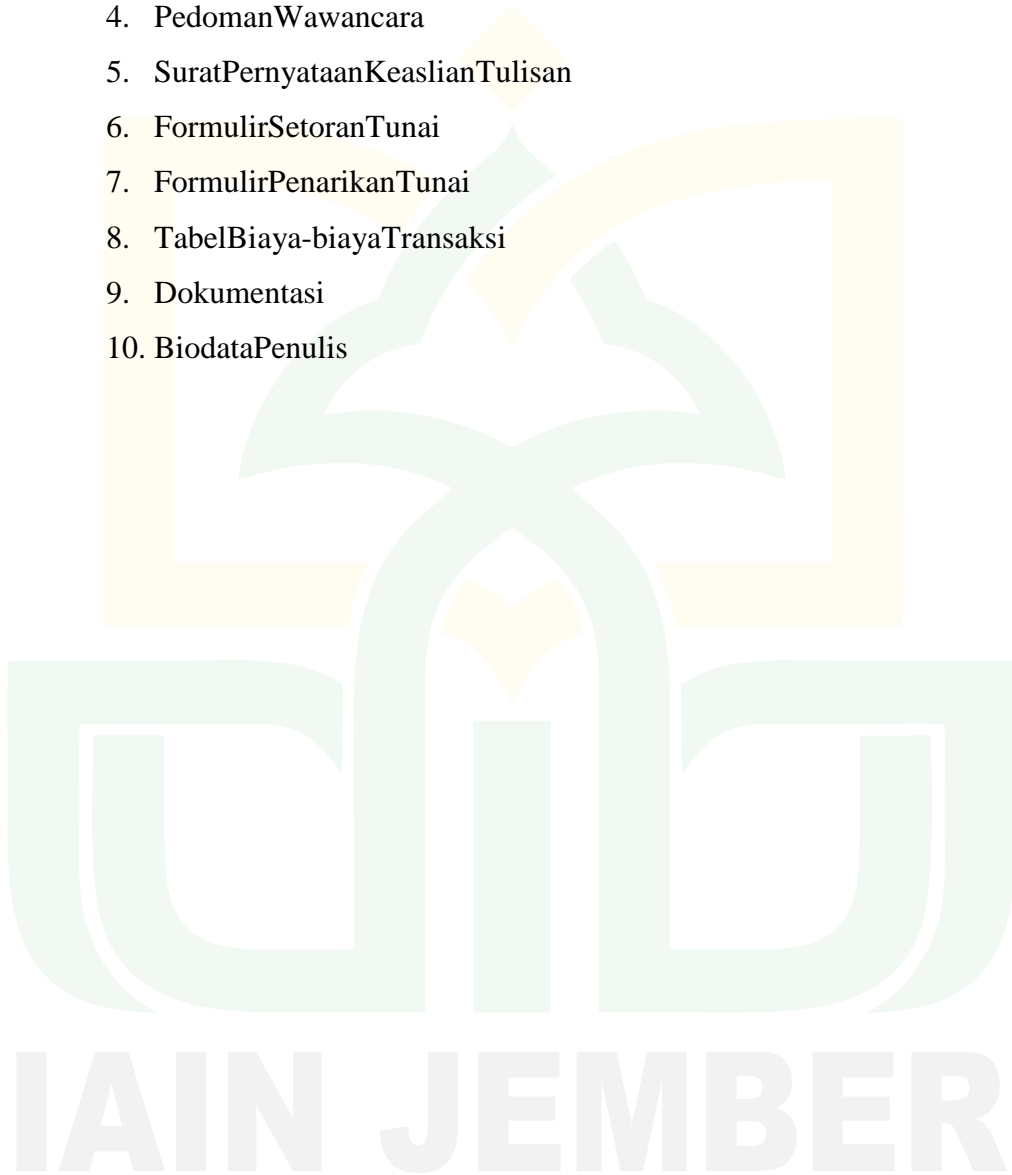 4. PedomanWawancara
5. SuratPernyataanKeaslianTulisan
6. FormulirSetoranTunai
7. FormulirPenarikanTunai
8. TabelBiaya-biayaTransaksi
9. Dokumentasi
10. BiodataPenulis
IAIN JEMBER